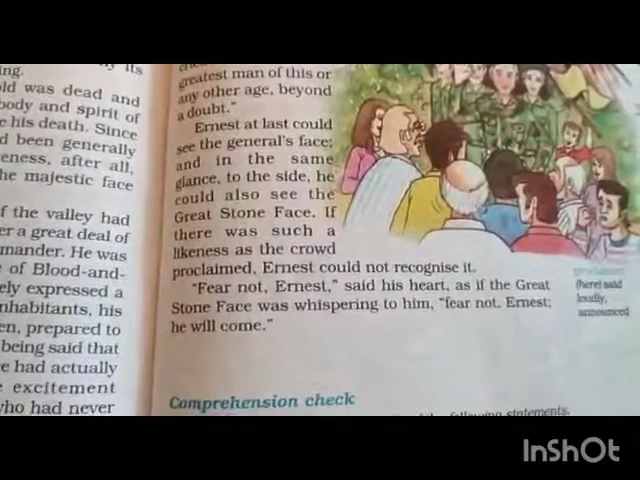 its
ing.
old was dead and
body and spirit of
e his death. Since
d been generally
eness, after all,
he majestic face
f the valley had
er a great deal of
mander. He was
e of Blood-and-
ely expressed a
nhabitants, his
en, prepared to
being said that
e had actually
e excitement
who had never
greatest man of this or
any other age, beyond
a doubt."
Ernest at last could
see the general's face;
and in the same
glance, to the side, he
could also see the
Great Stone Face. If
there was such a
likeness as the crowd
proclaimed, Ernest could not recognise it.
"Fear not, Ernest," said his heart, as if the Great
Stone Face was whispering to him, "fear not, Ernest;
he will come."
proclaimed
(here) said
loudly,
announced
Comprehension check
following statements.
InShOt